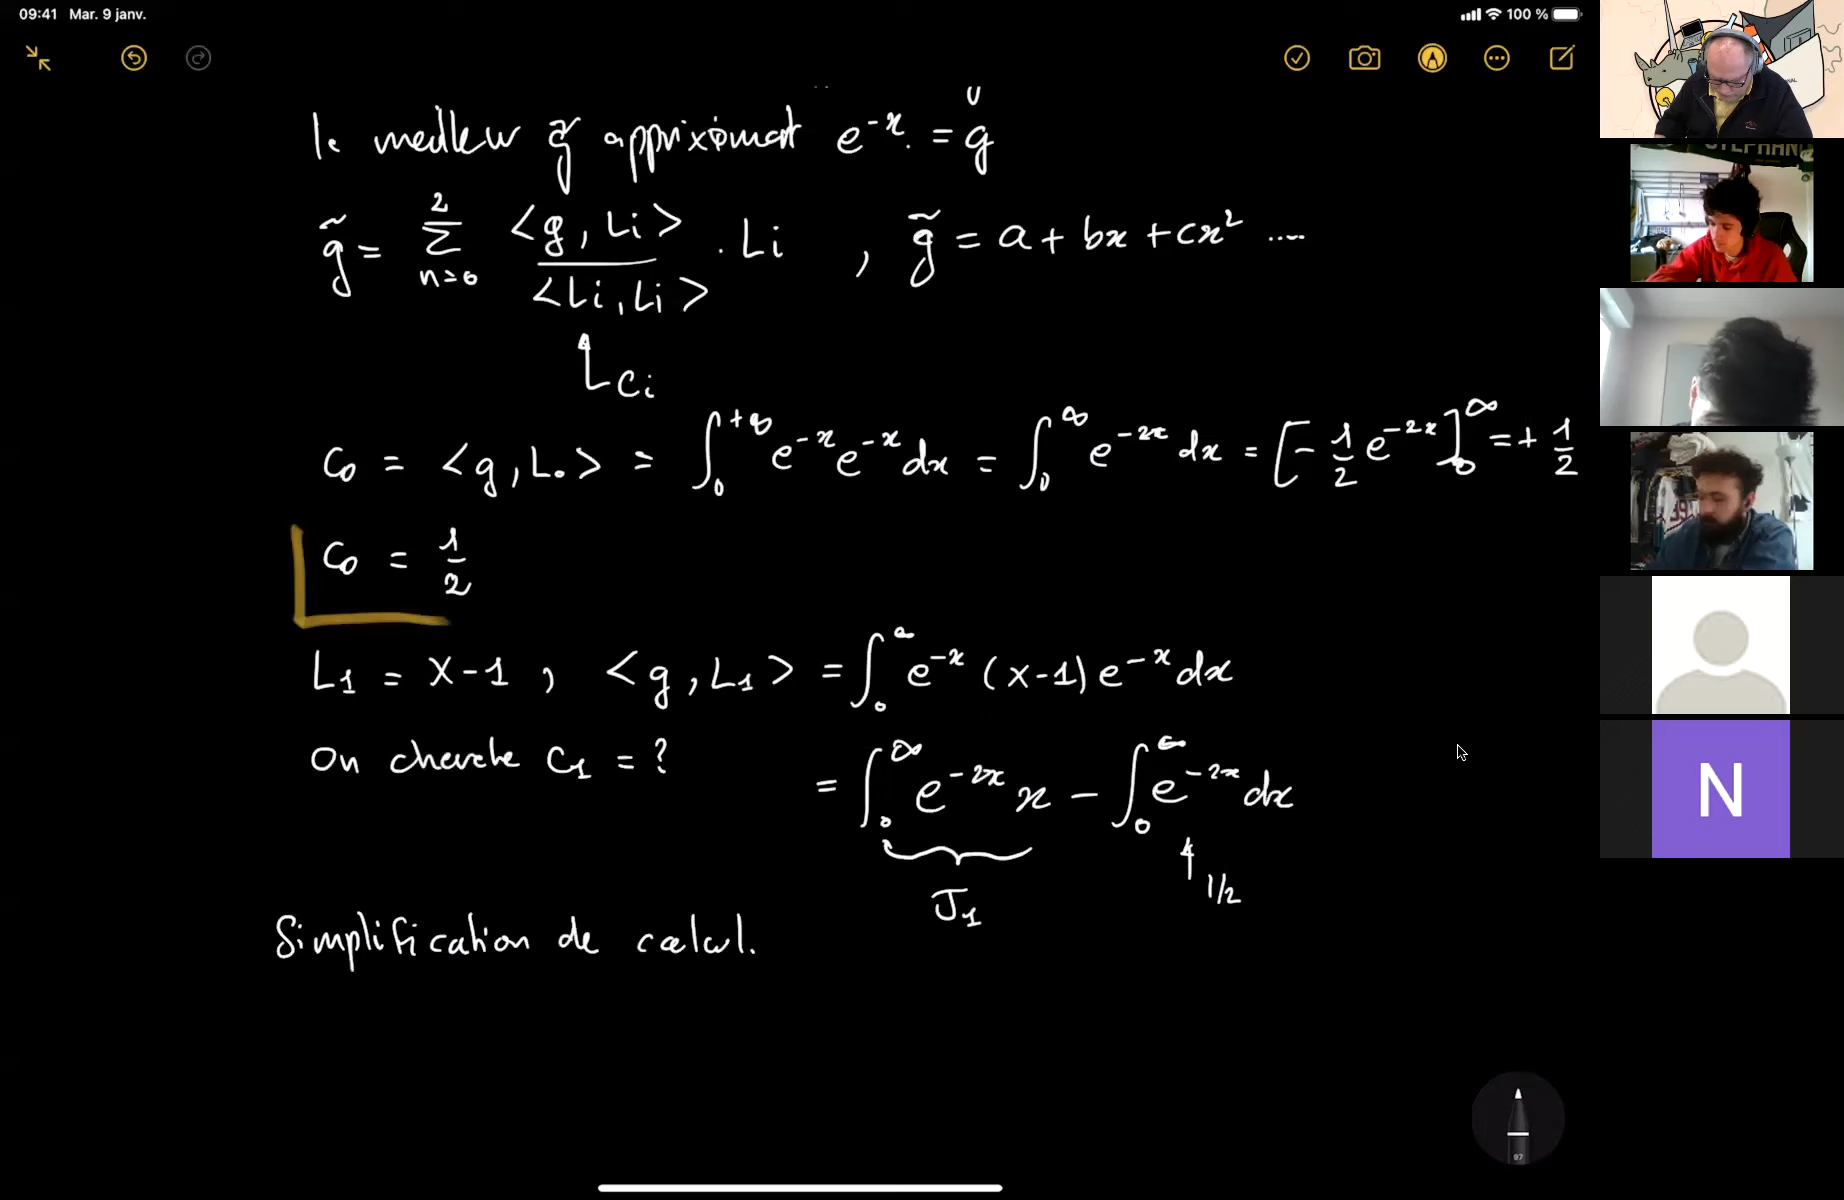 09:41 Mar. 9 janv. 100 %
le meilleur g̃ approximant e^{-x} = g
g̃ = Σ_{n=0}^{2} <g, Li> / <Li, Li> . Li , g̃ = a + bx + cx² ....
Ci
C0 = <g, L0> = ∫_0^{+∞} e^{-x} e^{-x} dx = ∫_0^∞ e^{-2x} dx = [-1/2 e^{-2x}]_0^∞ = + 1/2
C0 = 1/2
L1 = X-1 , <g, L1> = ∫_0^∞ e^{-x} (X-1) e^{-x} dx
On cherche C1 = ?
= ∫_0^∞ e^{-2x} x - ∫_0^∞ e^{-2x} dx
J1
1/2
Simplification de calcul.
97
N